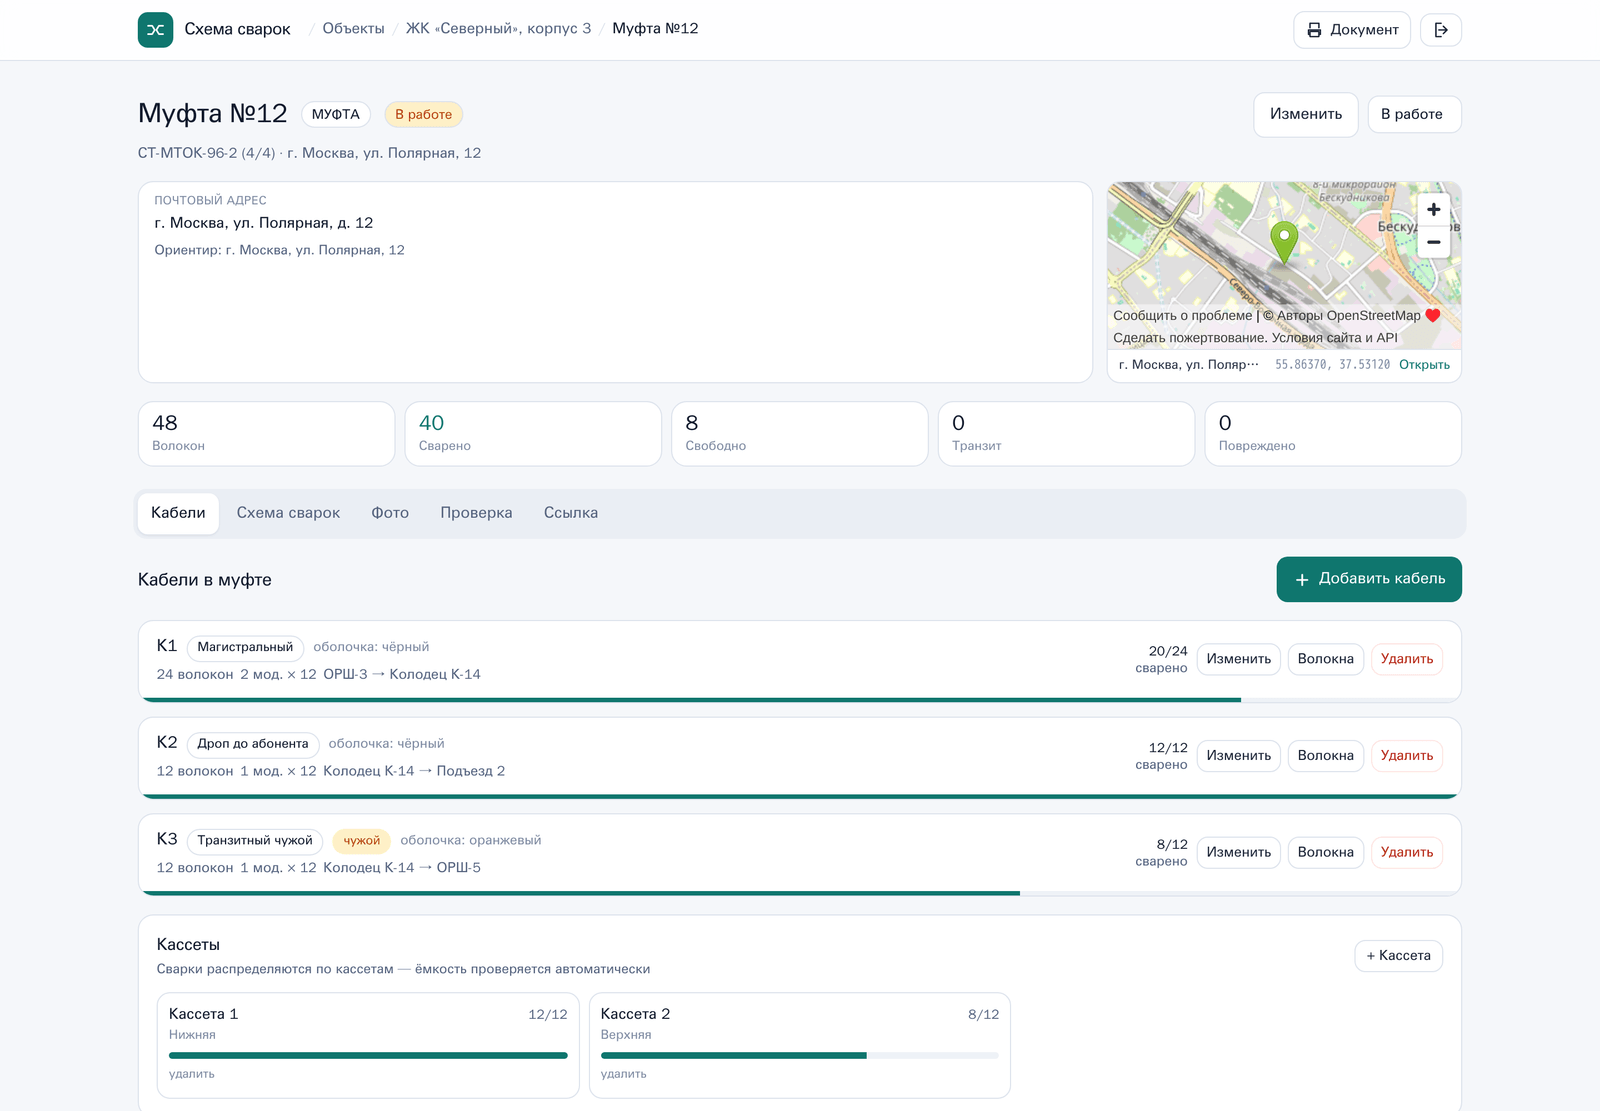 Схема сварок / Объекты / ЖК «Северный», корпус 3 / Муфта №12
Документ
Муфта №12 МУФТА В работе
Изменить В работе
СТ-МТОК-96-2 (4/4) · г. Москва, ул. Полярная, 12
ПОЧТОВЫЙ АДРЕС
г. Москва, ул. Полярная, д. 12
Ориентир: г. Москва, ул. Полярная, 12
8-й микрорайон
Бескудникова
+
−
Сообщить о проблеме | © Авторы OpenStreetMap
Сделать пожертвование. Условия сайта и API
г. Москва, ул. Поляр··· 55.86370, 37.53120 Открыть
48
Волокон
40
Сварено
8
Свободно
0
Транзит
0
Повреждено
Кабели Схема сварок Фото Проверка Ссылка
Кабели в муфте
+ Добавить кабель
К1 Магистральный оболочка: чёрный
24 волокон 2 мод. × 12 ОРШ-3 → Колодец К-14
20/24
сварено
Изменить Волокна Удалить
К2 Дроп до абонента оболочка: чёрный
12 волокон 1 мод. × 12 Колодец К-14 → Подъезд 2
12/12
сварено
Изменить Волокна Удалить
К3 Транзитный чужой чужой оболочка: оранжевый
12 волокон 1 мод. × 12 Колодец К-14 → ОРШ-5
8/12
сварено
Изменить Волокна Удалить
Кассеты
Сварки распределяются по кассетам — ёмкость проверяется автоматически
+ Кассета
Кассета 1 12/12
Нижняя
удалить
Кассета 2 8/12
Верхняя
удалить